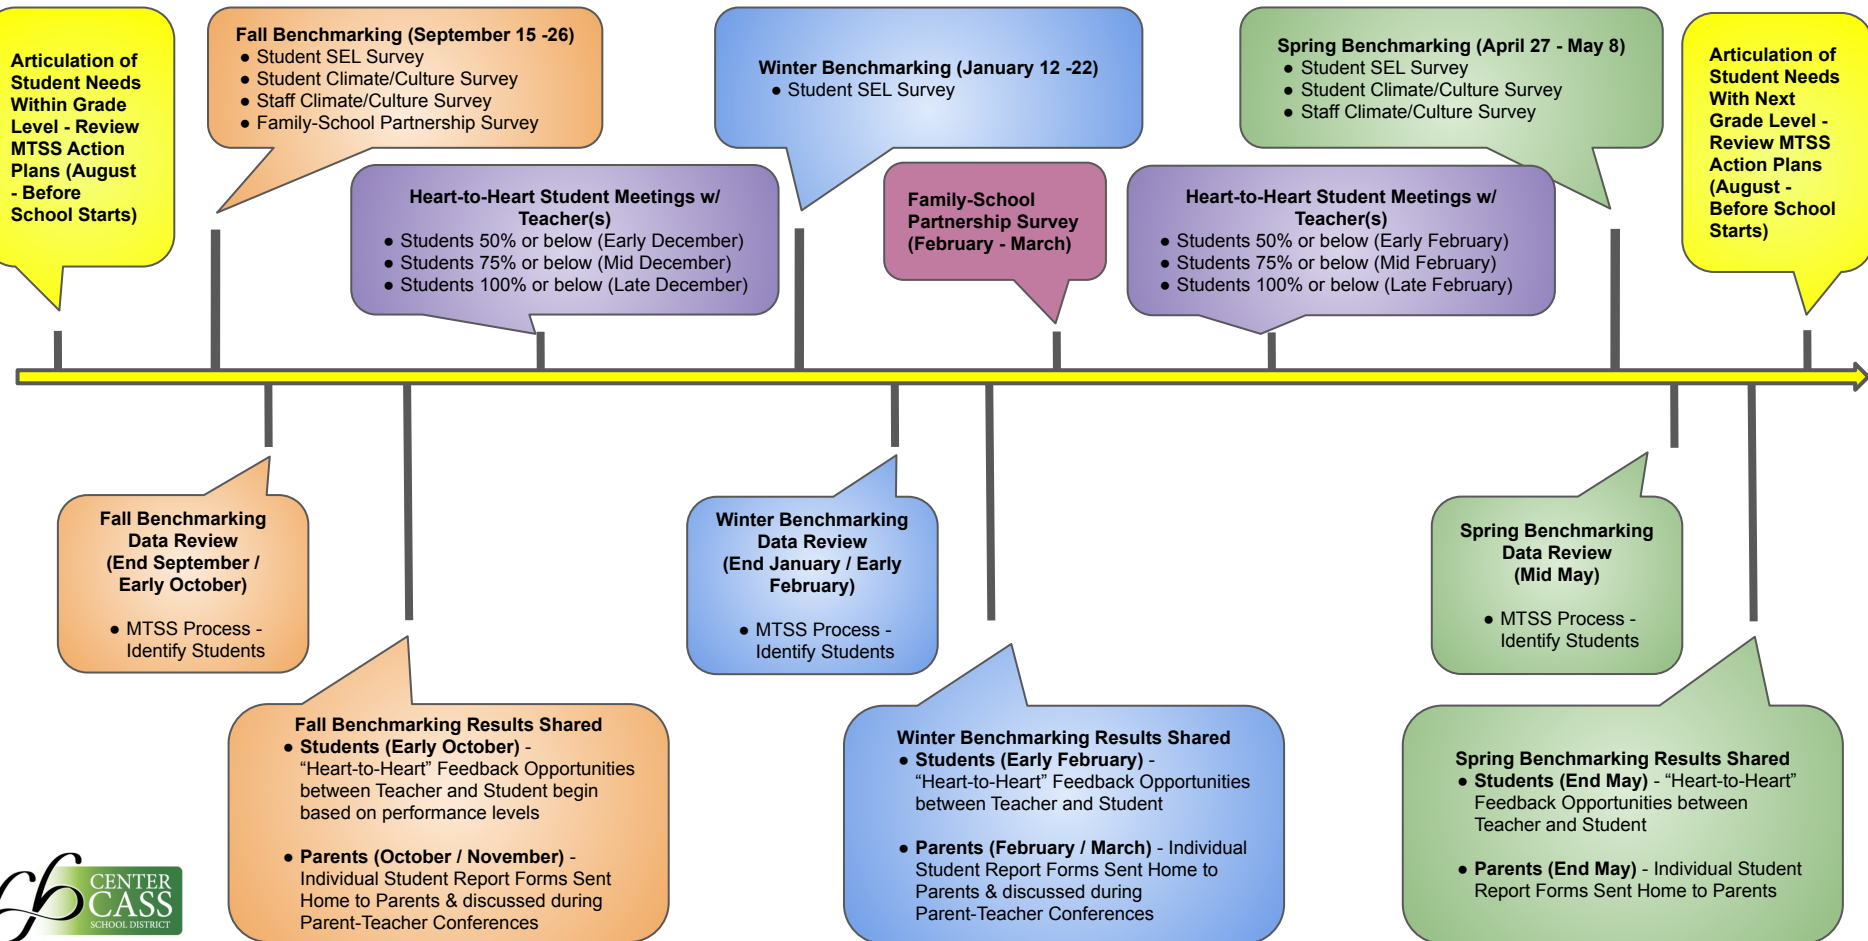 Articulation of
Student Needs
Within Grade
Level - Review
MTSS Action
Plans (August
- Before
School Starts)
Fall Benchmarking (September 15 -26)
● Student SEL Survey
● Student Climate/Culture Survey
● Staff Climate/Culture Survey
● Family-School Partnership Survey
Heart-to-Heart Student Meetings w/
Teacher(s)
● Students 50% or below (Early December)
● Students 75% or below (Mid December)
● Students 100% or below (Late December)
Winter Benchmarking (January 12 -22)
● Student SEL Survey
Family-School
Partnership Survey
(February - March)
Heart-to-Heart Student Meetings w/
Teacher(s)
● Students 50% or below (Early February)
● Students 75% or below (Mid February)
● Students 100% or below (Late February)
Spring Benchmarking (April 27 - May 8)
● Student SEL Survey
● Student Climate/Culture Survey
● Staff Climate/Culture Survey
Articulation of
Student Needs
With Next
Grade Level -
Review MTSS
Action Plans
(August -
Before School
Starts)
Fall Benchmarking
Data Review
(End September /
Early October)
● MTSS Process -
Identify Students
Fall Benchmarking Results Shared
● Students (Early October) -
“Heart-to-Heart” Feedback Opportunities
between Teacher and Student begin
based on performance levels
● Parents (October / November) -
Individual Student Report Forms Sent
Home to Parents & discussed during
Parent-Teacher Conferences
Winter Benchmarking
Data Review
(End January / Early
February)
● MTSS Process -
Identify Students
Winter Benchmarking Results Shared
● Students (Early February) -
“Heart-to-Heart” Feedback Opportunities
between Teacher and Student
● Parents (February / March) - Individual
Student Report Forms Sent Home to
Parents & discussed during
Parent-Teacher Conferences
Spring Benchmarking
Data Review
(Mid May)
● MTSS Process -
Identify Students
Spring Benchmarking Results Shared
● Students (End May) - “Heart-to-Heart”
Feedback Opportunities between
Teacher and Student
● Parents (End May) - Individual Student
Report Forms Sent Home to Parents
CENTER
CASS
SCHOOL DISTRICT